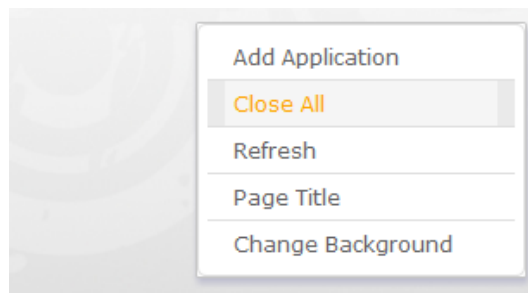 Add Application
Close All
Refresh
Page Title
Change Background